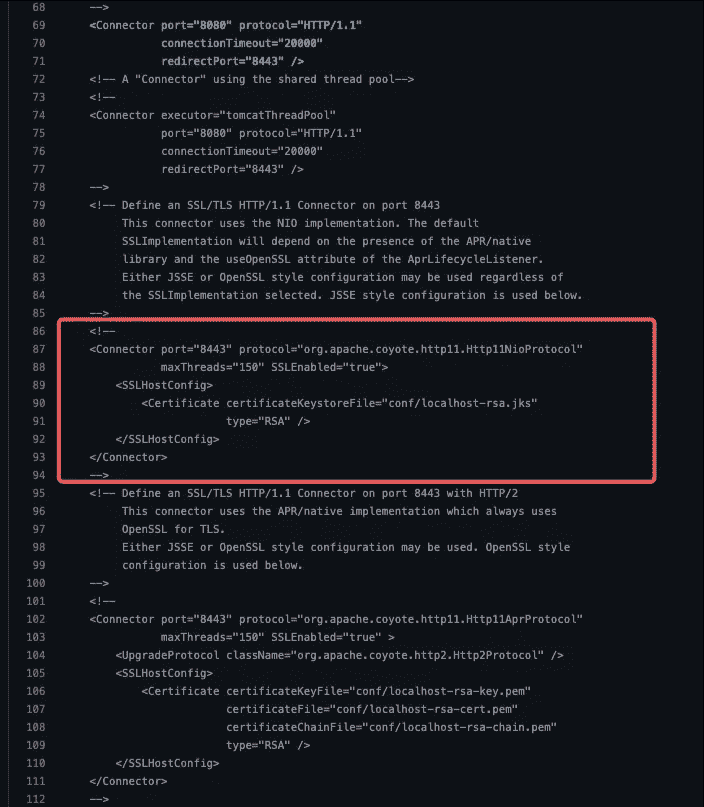 68 -->
69 <Connector port="8080" protocol="HTTP/1.1"
70 connectionTimeout="20000"
71 redirectPort="8443" />
72 <!-- A "Connector" using the shared thread pool-->
73 <!--
74 <Connector executor="tomcatThreadPool"
75 port="8080" protocol="HTTP/1.1"
76 connectionTimeout="20000"
77 redirectPort="8443" />
78 -->
79 <!-- Define an SSL/TLS HTTP/1.1 Connector on port 8443
80 This connector uses the NIO implementation. The default
81 SSLImplementation will depend on the presence of the APR/native
82 library and the useOpenSSL attribute of the AprLifecycleListener.
83 Either JSSE or OpenSSL style configuration may be used regardless of
84 the SSLImplementation selected. JSSE style configuration is used below.
85 -->
86 <!--
87 <Connector port="8443" protocol="org.apache.coyote.http11.Http11NioProtocol"
88 maxThreads="150" SSLEnabled="true">
89 <SSLHostConfig>
90 <Certificate certificateKeystoreFile="conf/localhost-rsa.jks"
91 type="RSA" />
92 </SSLHostConfig>
93 </Connector>
94 -->
95 <!-- Define an SSL/TLS HTTP/1.1 Connector on port 8443 with HTTP/2
96 This connector uses the APR/native implementation which always uses
97 OpenSSL for TLS.
98 Either JSSE or OpenSSL style configuration may be used. OpenSSL style
99 configuration is used below.
100 -->
101 <!--
102 <Connector port="8443" protocol="org.apache.coyote.http11.Http11AprProtocol"
103 maxThreads="150" SSLEnabled="true" >
104 <UpgradeProtocol className="org.apache.coyote.http2.Http2Protocol" />
105 <SSLHostConfig>
106 <Certificate certificateKeyFile="conf/localhost-rsa-key.pem"
107 certificateFile="conf/localhost-rsa-cert.pem"
108 certificateChainFile="conf/localhost-rsa-chain.pem"
109 type="RSA" />
110 </SSLHostConfig>
111 </Connector>
112 -->